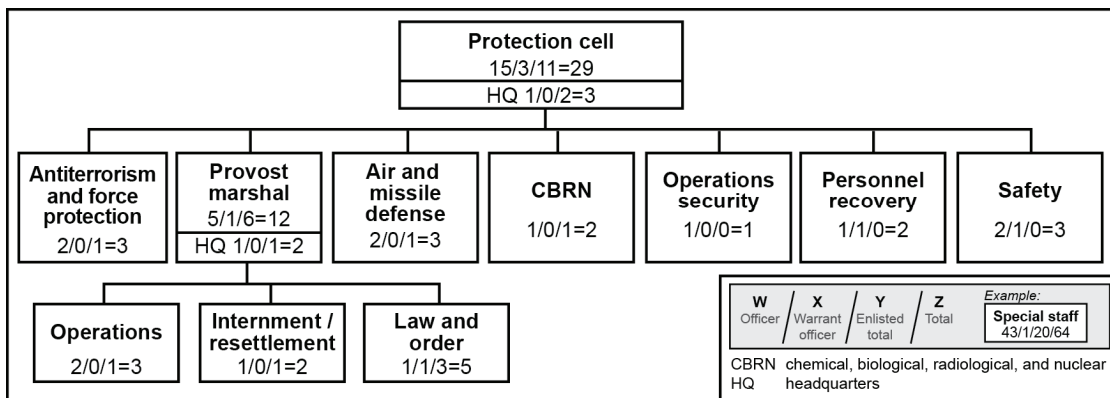 Protection cell
15/3/11=29
HQ 1/0/2=3
Antiterrorism
and force
protection
2/0/1=3
Provost
marshal
5/1/6=12
HQ 1/0/1=2
Air and
missile
defense
2/0/1=3
CBRN
1/0/1=2
Operations
security
1/0/0=1
Personnel
recovery
1/1/0=2
Safety
2/1/0=3
Operations
2/0/1=3
Internment /
resettlement
1/0/1=2
Law and
order
1/1/3=5
W
Officer
X
Warrant
officer
Y
Enlisted
total
Z
Total
Example:
Special staff
43/1/20/64
CBRN chemical, biological, radiological, and nuclear
HQ headquarters